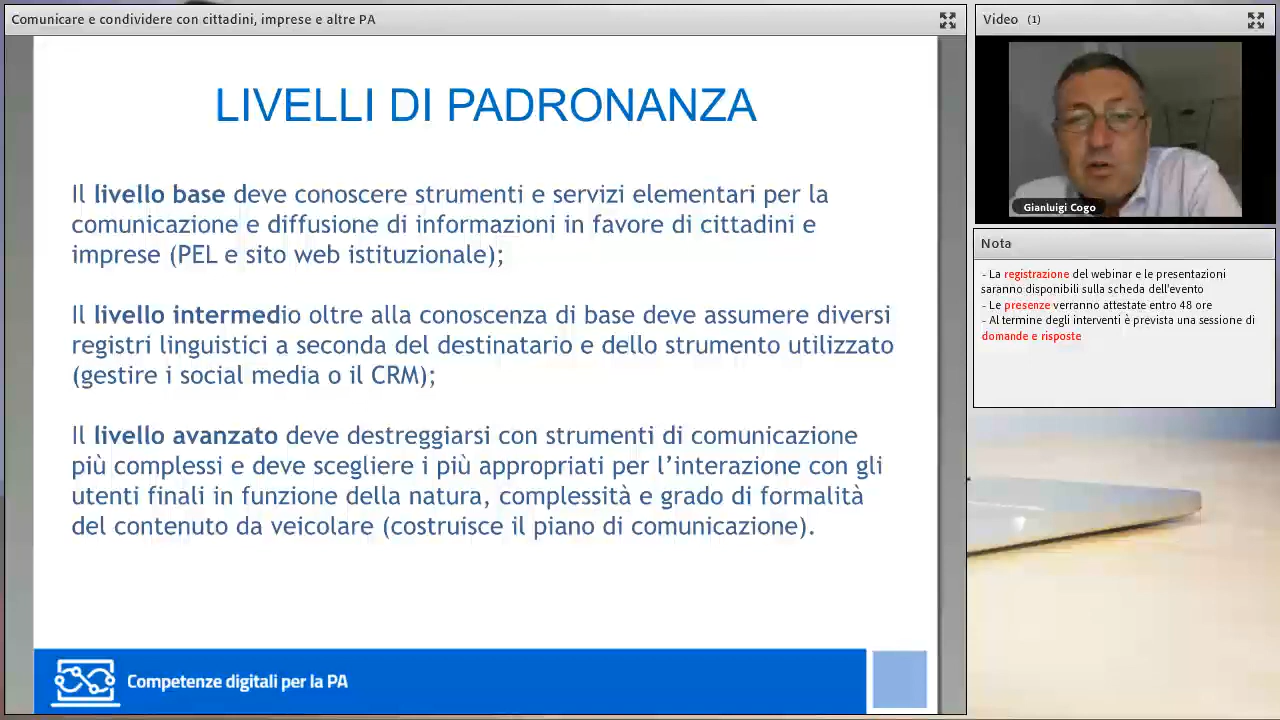 Comunicare e condividere con cittadini, imprese e altre PA
LIVELLI DI PADRONANZA
Il livello base deve conoscere strumenti e servizi elementari per la
comunicazione e diffusione di informazioni in favore di cittadini e
imprese (PEL e sito web istituzionale);
Il livello intermedio oltre alla conoscenza di base deve assumere diversi
registri linguistici a seconda del destinatario e dello strumento utilizzato
(gestire i social media o il CRM);
Il livello avanzato deve destreggiarsi con strumenti di comunicazione
più complessi e deve scegliere i più appropriati per l’interazione con gli
utenti finali in funzione della natura, complessità e grado di formalità
del contenuto da veicolare (costruisce il piano di comunicazione).
Competenze digitali per la PA
Video (1)
Gianluigi Cogo
Nota
- La registrazione del webinar e le presentazioni
saranno disponibili sulla scheda dell'evento
- Le presenze verranno attestate entro 48 ore
- Al termine degli interventi è prevista una sessione di
domande e risposte